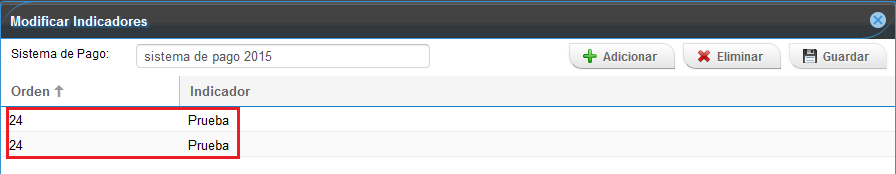 Modificar Indicadores
Sistema de Pago: sistema de pago 2015 Adicionar Eliminar Guardar
Orden Indicador
24 Prueba
24 Prueba